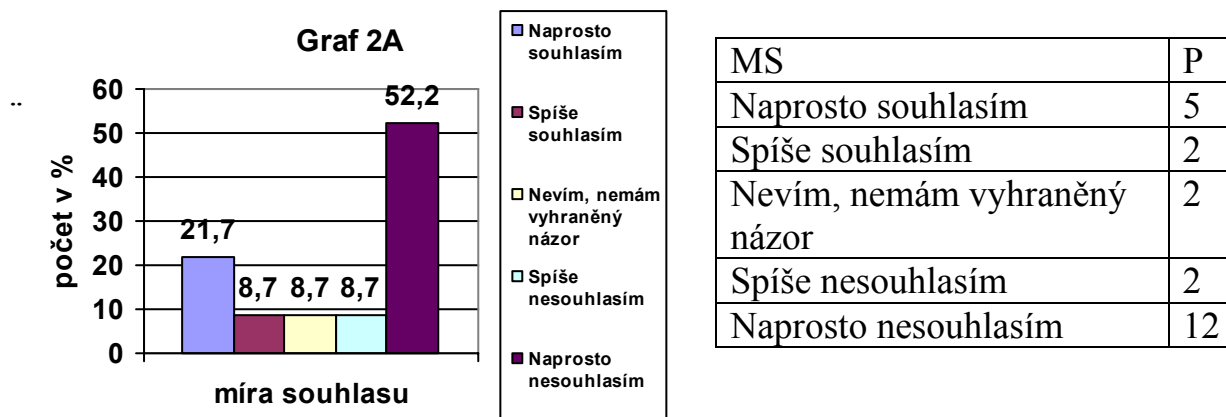 Graf 2A
¨
počet v %
60
50
40
30
20
10
0
21,7
8,7
8,7
8,7
52,2
míra souhlasu
Naprosto
souhlasím
Spíše
souhlasím
Nevím, nemám
vyhraněný
názor
Spíše
nesouhlasím
Naprosto
nesouhlasím
MS P
Naprosto souhlasím 5
Spíše souhlasím 2
Nevím, nemám vyhraněný 2
názor
Spíše nesouhlasím 2
Naprosto nesouhlasím 12